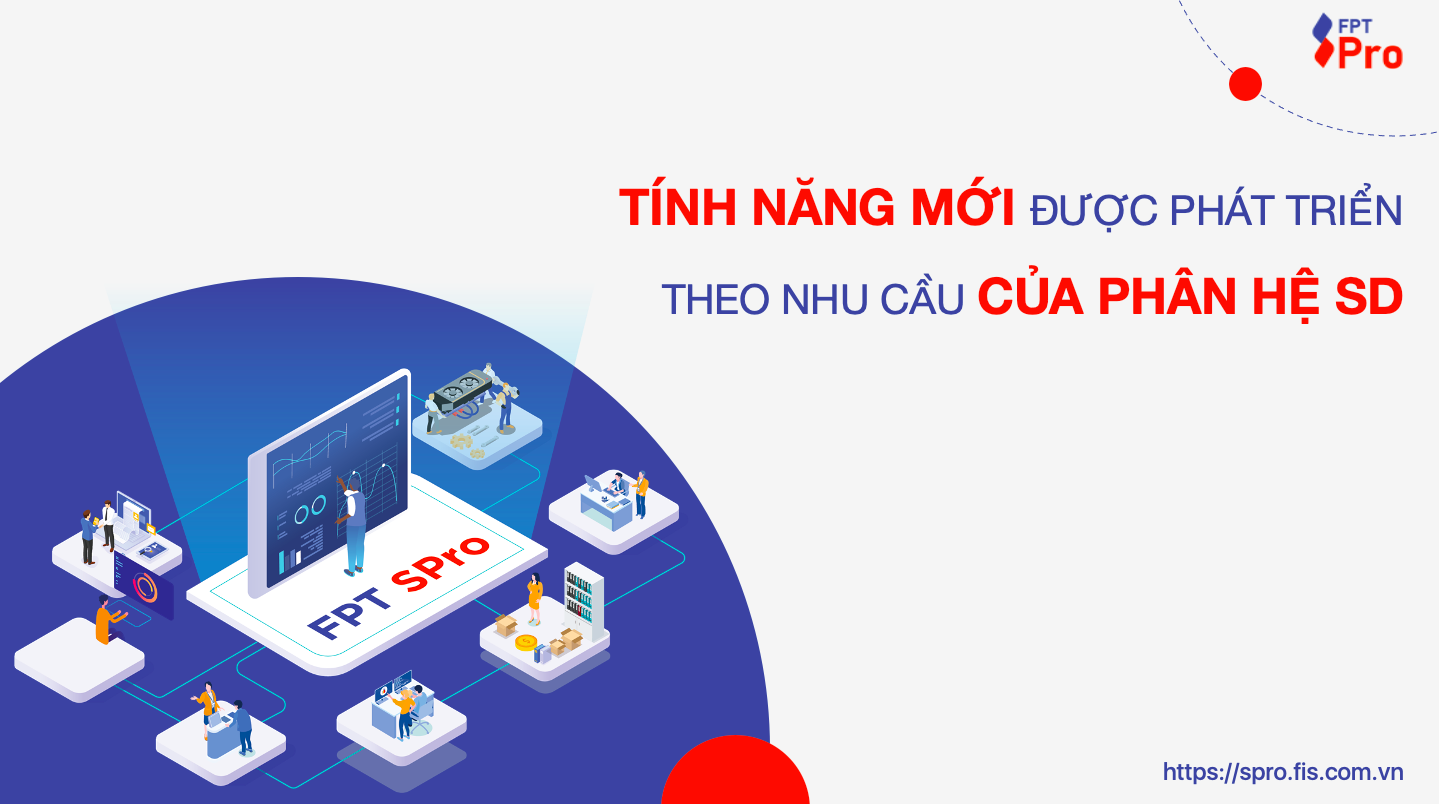 FPT
SPro
TÍNH NĂNG MỚI ĐƯỢC PHÁT TRIỂN
THEO NHU CẦU CỦA PHÂN HỆ SD
FPT SPro
https://spro.fis.com.vn